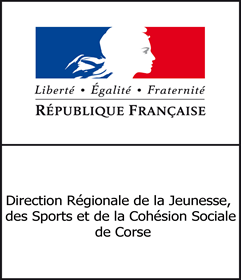 Liberté • Égalité • Fraternité
RÉPUBLIQUE FRANÇAISE
Direction Régionale de la Jeunesse,
des Sports et de la Cohésion Sociale
de Corse